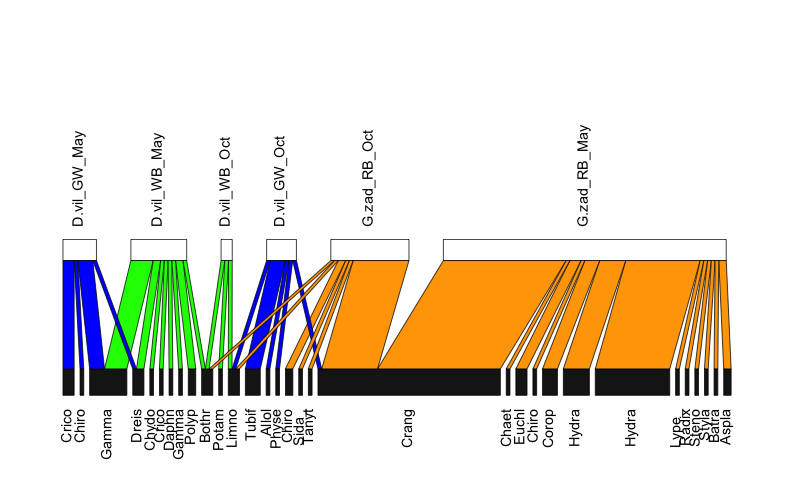 D.vil_GW_May
D.vil_WB_May
D.vil_WB_Oct
D.vil_GW_Oct
G.zad_RB_Oct
G.zad_RB_May
Crico
Chiro
Gamma
Dreis
Chydo
Crico
Daphn
Gamma
Polyp
Bothr
Potam
Limno
Tubif
Allol
Physe
Chiro
Sida
Tanyt
Crang
Chaet
Euchl
Chiro
Corop
Hydra
Hydra
Lype
Radix
Steno
Styla
Batra
Aspla